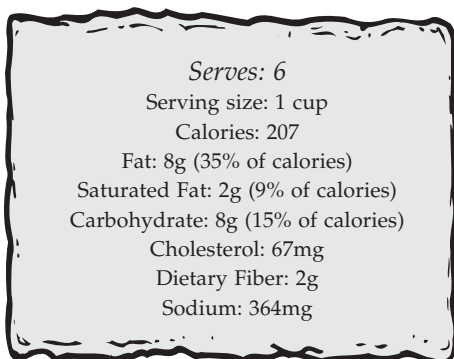 Serves: 6
Serving size: 1 cup
Calories: 207
Fat: 8g (35% of calories)
Saturated Fat: 2g (9% of calories)
Carbohydrate: 8g (15% of calories)
Cholesterol: 67mg
Dietary Fiber: 2g
Sodium: 364mg